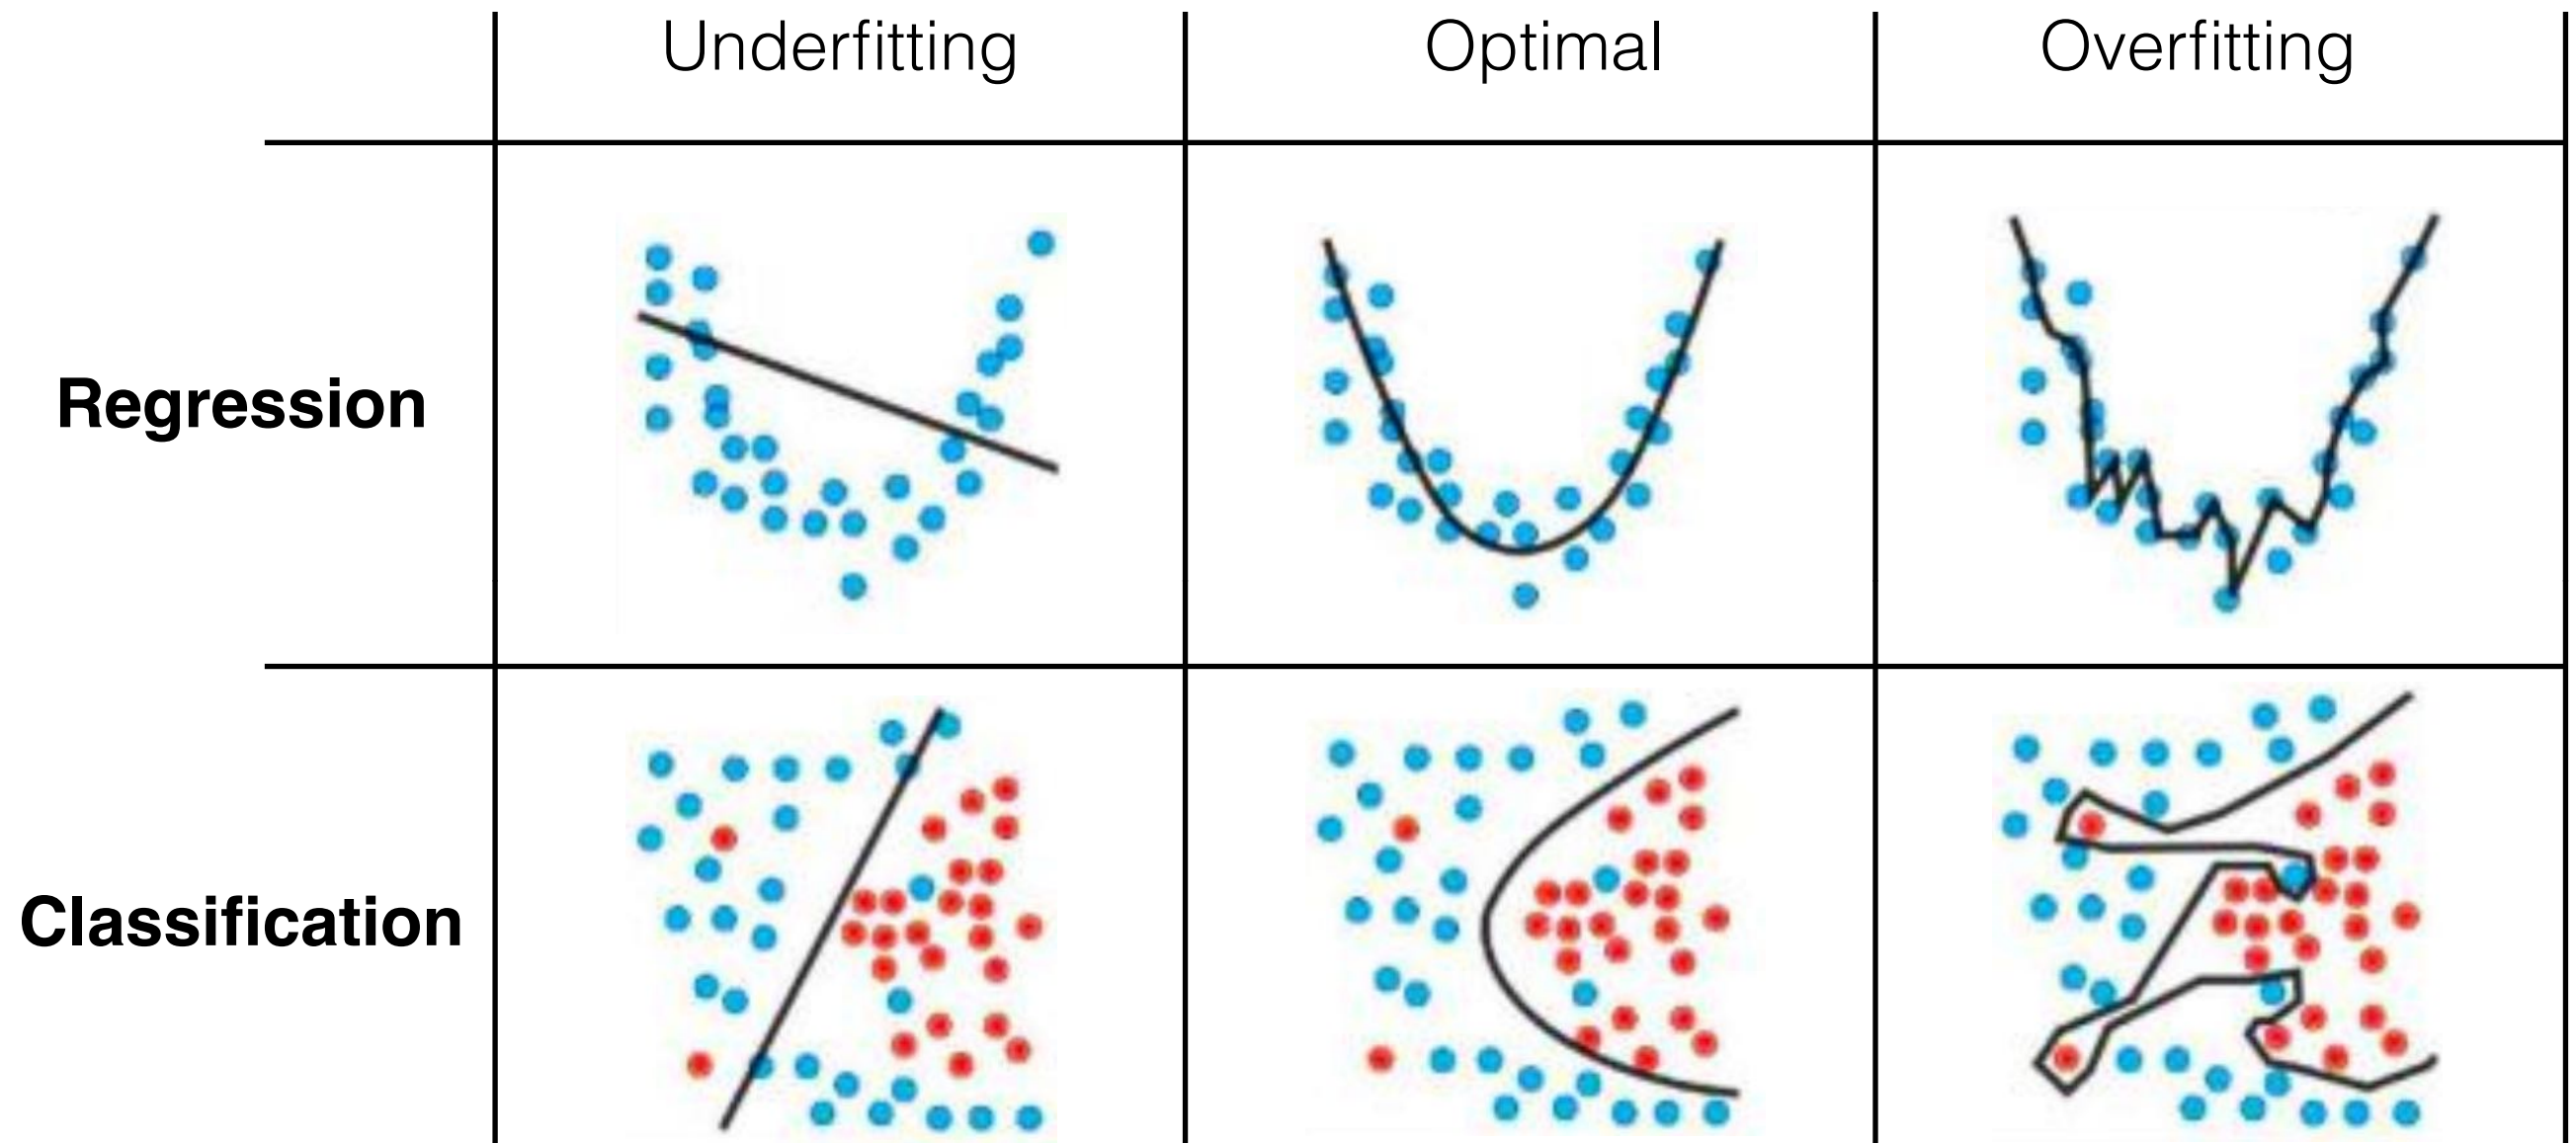 Underfitting
Optimal
Overfitting
Regression
Classification